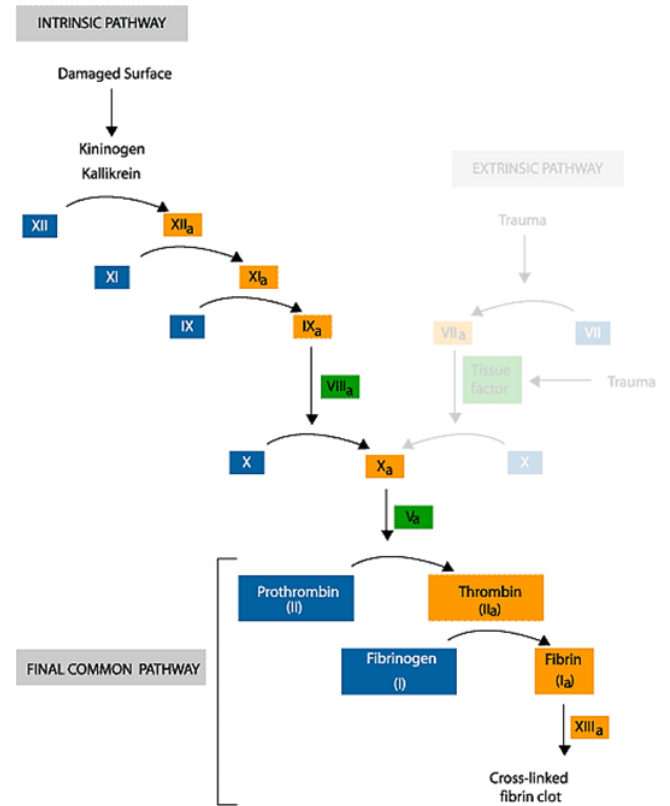 INTRINSIC PATHWAY
Damaged Surface
Kininogen
Kallikrein
EXTRINSIC PATHWAY
Trauma
XII
XIIa
XI
XIa
IX
IXa
VIIa
VII
VIIIa
Tissue
factor
Trauma
X
Xa
X
Va
Prothrombin
(II)
Thrombin
(IIa)
FINAL COMMON PATHWAY
Fibrinogen
(I)
Fibrin
(Ia)
XIIIa
Cross-linked
fibrin clot